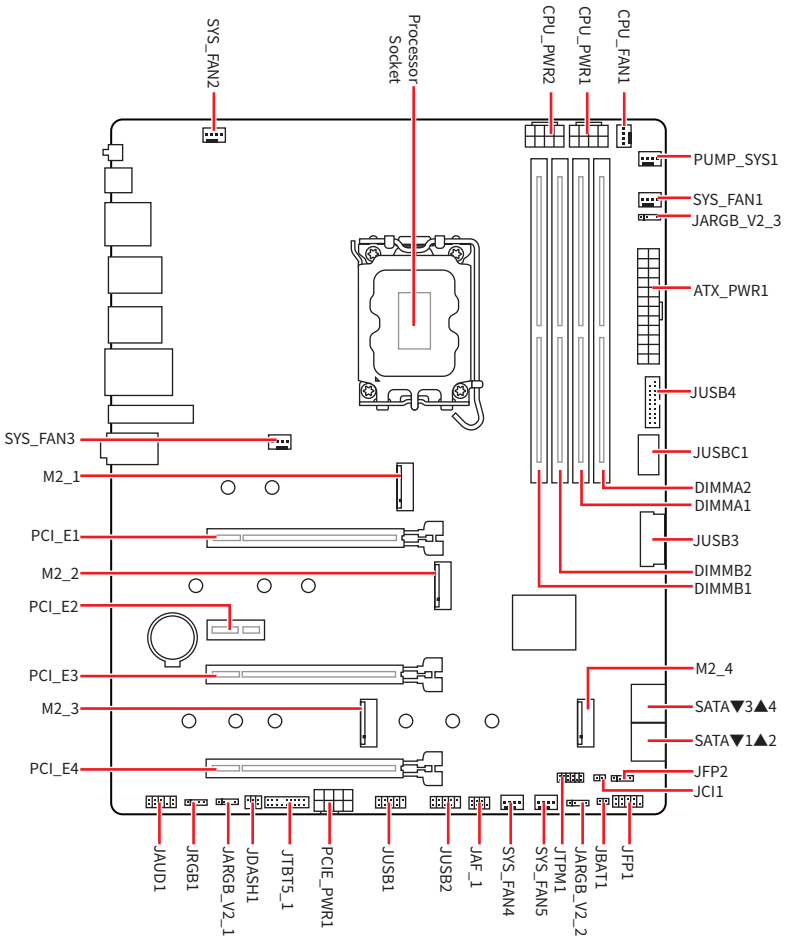 SYS_FAN2
Processor
Socket
CPU_PWR2
CPU_PWR1
CPU_FAN1
PUMP_SYS1
SYS_FAN1
JARGB_V2_3
ATX_PWR1
JUSB4
JUSBC1
DIMMA2
DIMMA1
JUSB3
DIMMB2
DIMMB1
M2_4
SATA▼3▲4
SATA▼1▲2
JFP2
JCI1
SYS_FAN3
M2_1
PCI_E1
M2_2
PCI_E2
PCI_E3
M2_3
PCI_E4
JAUD1
JRGB1
JARGB_V2_1
JDASH1
JTBT5_1
PCIE_PWR1
JUSB1
JUSB2
JAF_1
SYS_FAN4
SYS_FAN5
JTPM1
JARGB_V2_2
JBAT1
JFP1